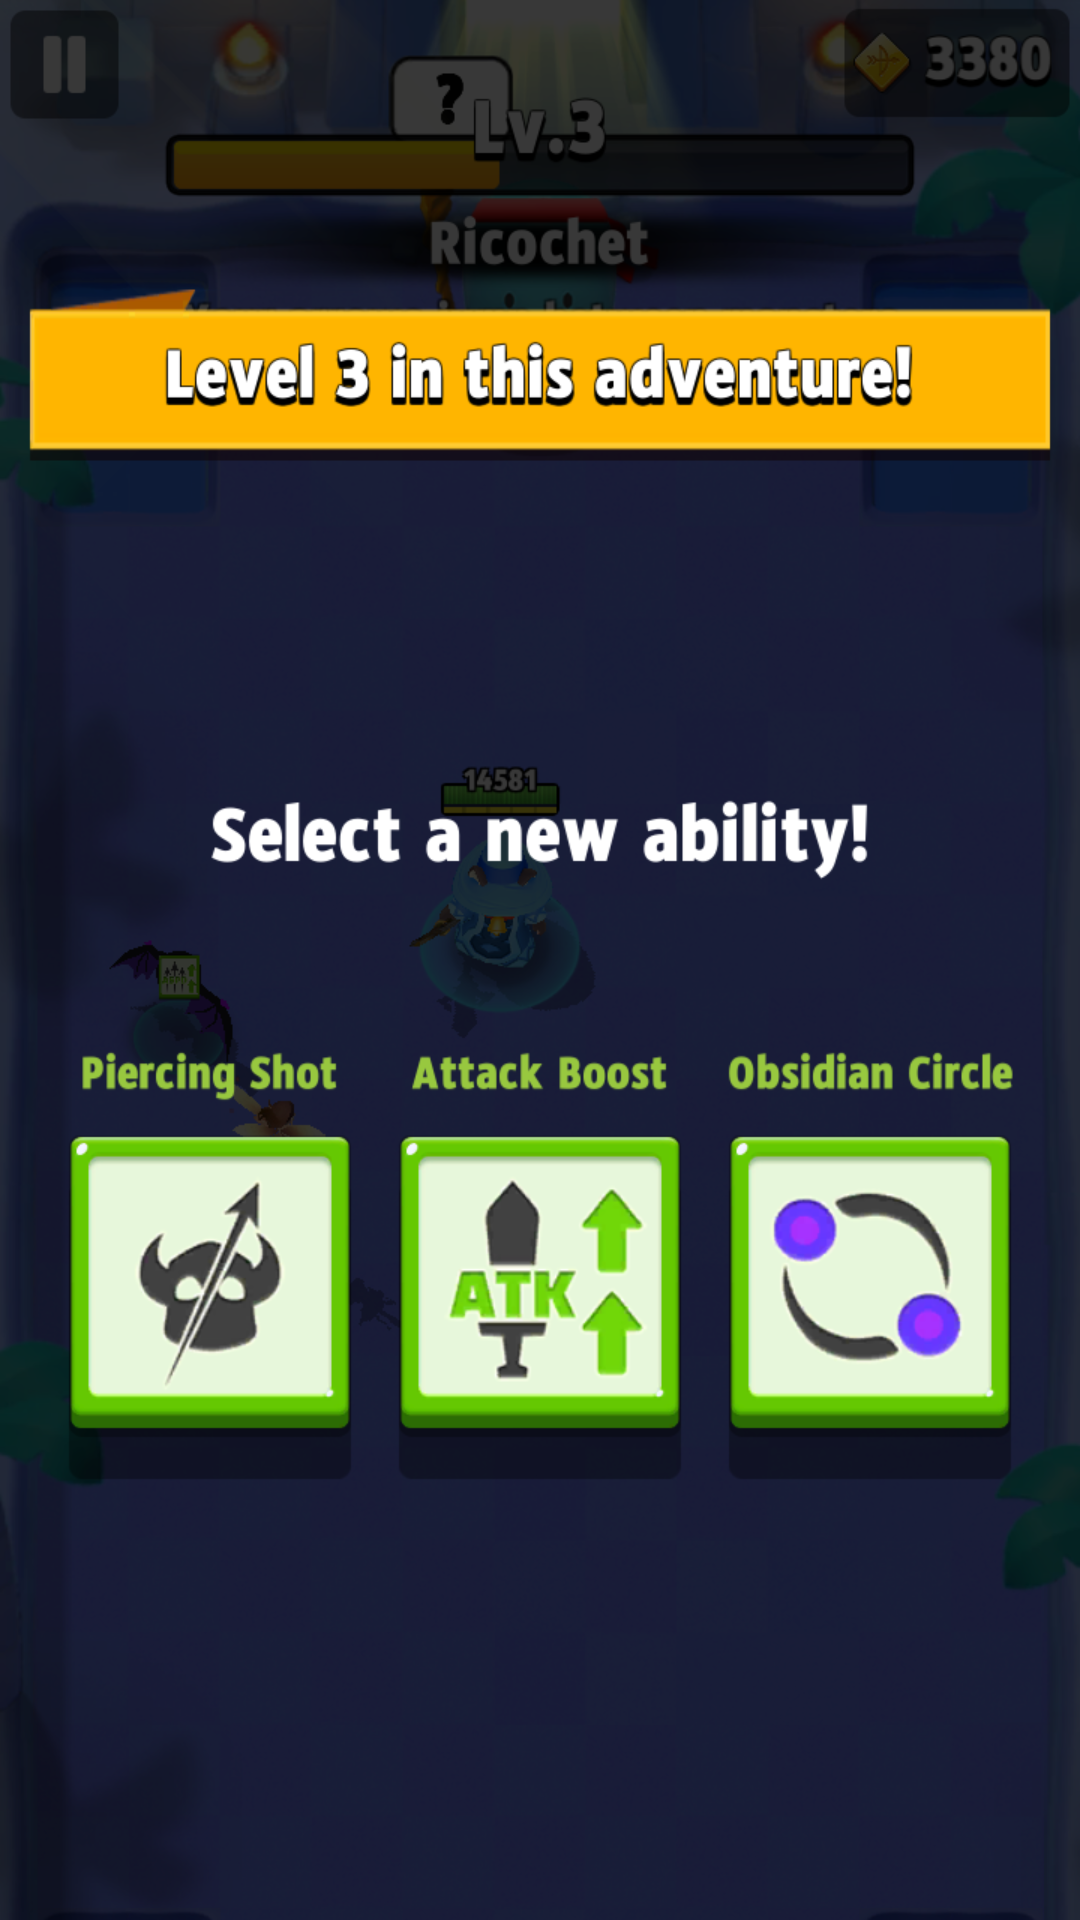 ?
3380
Lv.3
Ricochet
Level 3 in this adventure!
14581
Select a new ability!
Piercing Shot
Attack Boost
Obsidian Circle
ATK